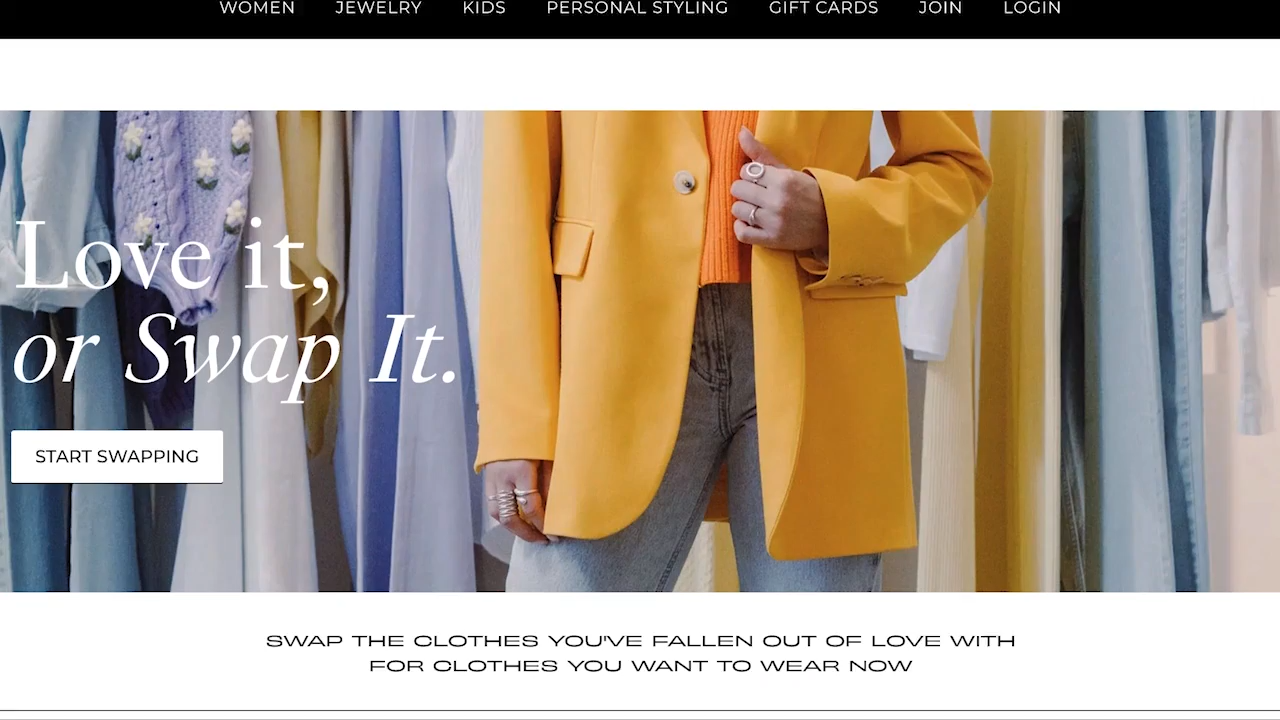 WOMEN JEWELRY KIDS PERSONAL STYLING GIFT CARDS JOIN LOGIN
Love it,
or Swap It.
START SWAPPING
SWAP THE CLOTHES YOU'VE FALLEN OUT OF LOVE WITH
FOR CLOTHES YOU WANT TO WEAR NOW